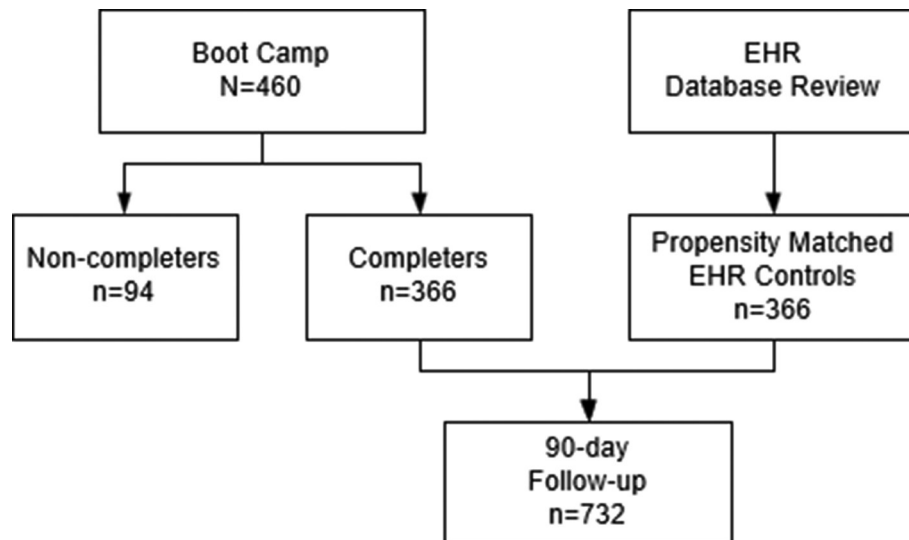 Boot Camp
N=460
EHR
Database Review
Non-completers
n=94
Completers
n=366
Propensity Matched
EHR Controls
n=366
90-day
Follow-up
n=732